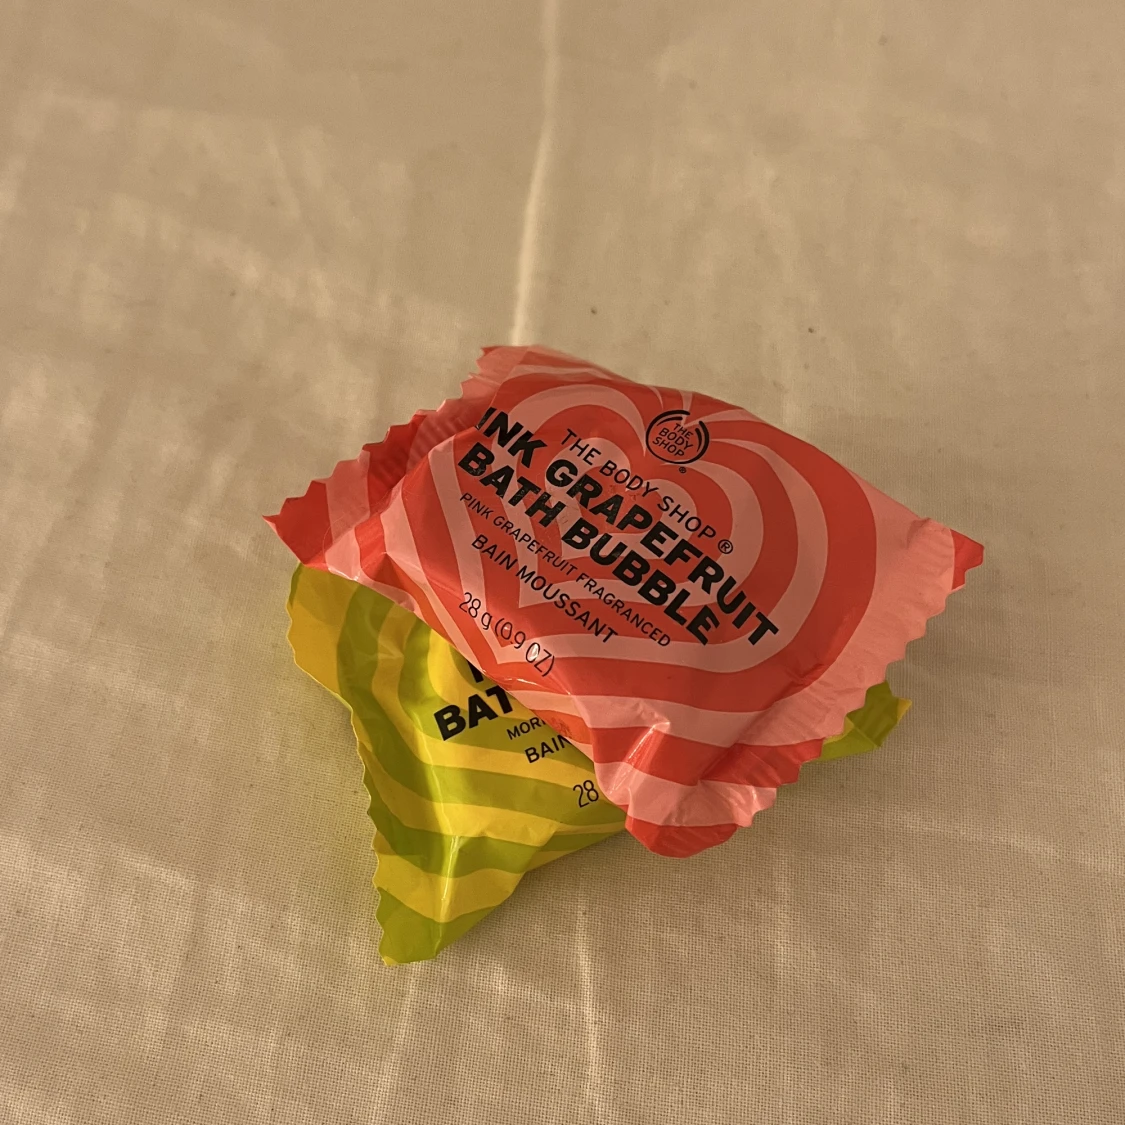 THE
BODY
SHOP
®
THE BODY SHOP®
INK GRAPEFRUIT
BATH BUBBLE
PINK GRAPEFRUIT FRAGRANCED
BAIN MOUSSANT
28 g (0.9 OZ)
BAT
MOR
BAIN
28